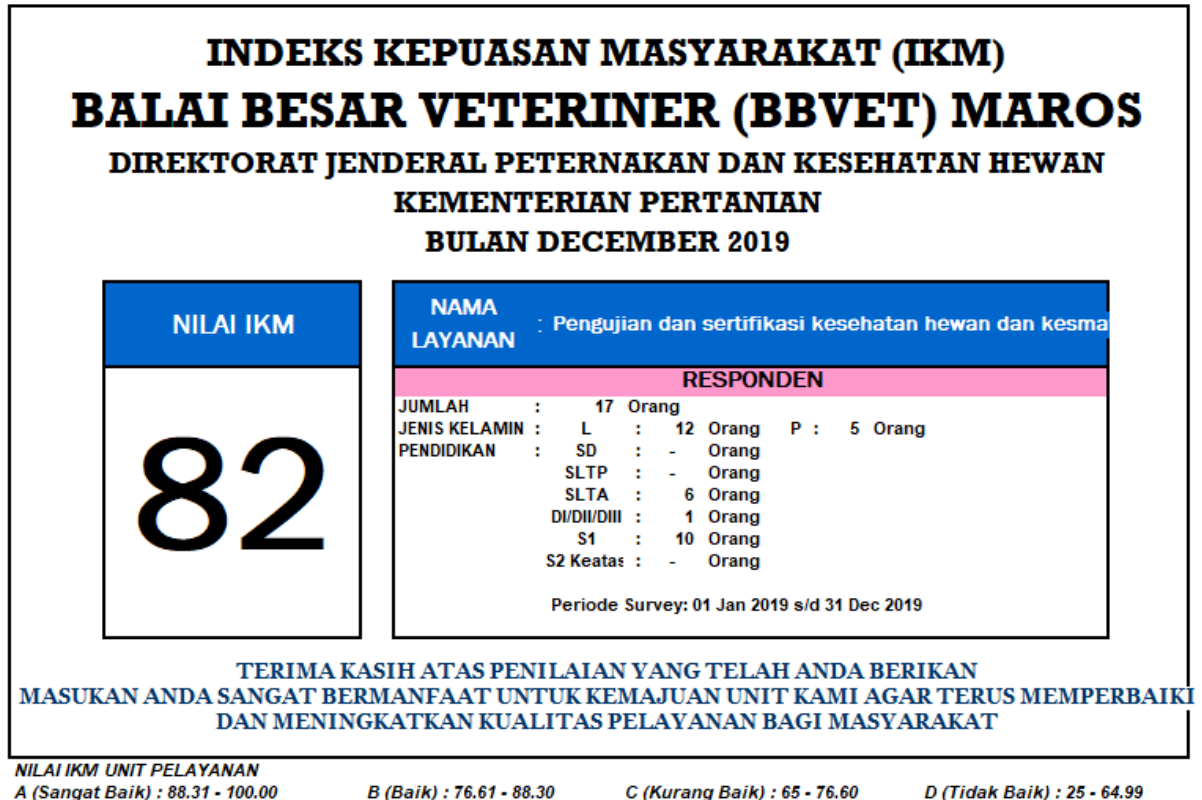 INDEKS KEPUASAN MASYARAKAT (IKM)
BALAI BESAR VETERINER (BBVET) MAROS
DIREKTORAT JENDERAL PETERNAKAN DAN KESEHATAN HEWAN
KEMENTERIAN PERTANIAN
BULAN DECEMBER 2019
NILAI IKM
82
NAMA
LAYANAN
: Pengujian dan sertifikasi kesehatan hewan dan kesma
RESPONDEN
JUMLAH : 17 Orang
JENIS KELAMIN : L : 12 Orang P : 5 Orang
PENDIDIKAN : SD : - Orang
SLTP : - Orang
SLTA : 6 Orang
DI/DII/DIII : 1 Orang
S1 : 10 Orang
S2 Keatas : - Orang
Periode Survey: 01 Jan 2019 s/d 31 Dec 2019
TERIMA KASIH ATAS PENILAIAN YANG TELAH ANDA BERIKAN
MASUKAN ANDA SANGAT BERMANFAAT UNTUK KEMAJUAN UNIT KAMI AGAR TERUS MEMPERBAIKI
DAN MENINGKATKAN KUALITAS PELAYANAN BAGI MASYARAKAT
NILAI IKM UNIT PELAYANAN
A (Sangat Baik) : 88.31 - 100.00 B (Baik) : 76.61 - 88.30 C (Kurang Baik) : 65 - 76.60 D (Tidak Baik) : 25 - 64.99